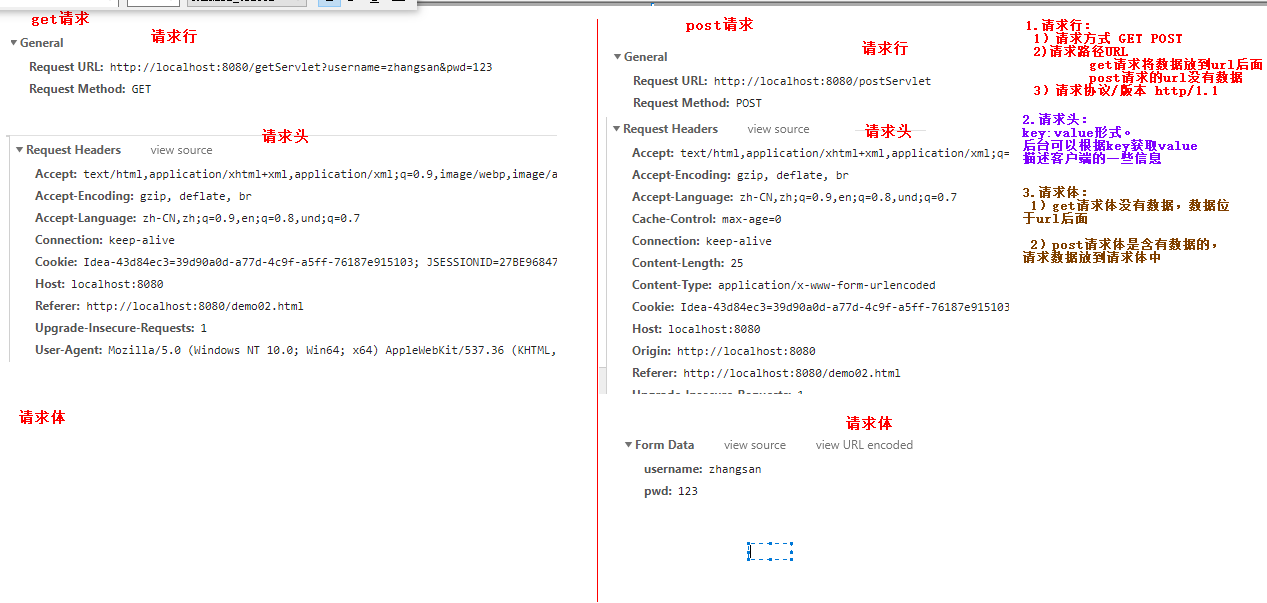 get请求
请求行
General
Request URL: http://localhost:8080/getServlet?username=zhangsan&pwd=123
Request Method: GET
请求头
Request Headers view source
Accept: text/html,application/xhtml+xml,application/xml;q=0.9,image/webp,image/a
Accept-Encoding: gzip, deflate, br
Accept-Language: zh-CN,zh;q=0.9,en;q=0.8,und;q=0.7
Connection: keep-alive
Cookie: Idea-43d84ec3=39d90a0d-a77d-4c9f-a5ff-76187e915103; JSESSIONID=27BE96847
Host: localhost:8080
Referer: http://localhost:8080/demo02.html
Upgrade-Insecure-Requests: 1
User-Agent: Mozilla/5.0 (Windows NT 10.0; Win64; x64) AppleWebKit/537.36 (KHTML,
请求体
post请求
请求行
General
Request URL: http://localhost:8080/postServlet
Request Method: POST
请求头
Request Headers view source
Accept: text/html,application/xhtml+xml,application/xml;q=
Accept-Encoding: gzip, deflate, br
Accept-Language: zh-CN,zh;q=0.9,en;q=0.8,und;q=0.7
Cache-Control: max-age=0
Connection: keep-alive
Content-Length: 25
Content-Type: application/x-www-form-urlencoded
Cookie: Idea-43d84ec3=39d90a0d-a77d-4c9f-a5ff-76187e915103
Host: localhost:8080
Origin: http://localhost:8080
Referer: http://localhost:8080/demo02.html
Upgrade-Insecure-Requests: 1
请求体
Form Data view source view URL encoded
username: zhangsan
pwd: 123
1.请求行:
1) 请求方式 GET POST
2)请求路径URL
get请求将数据放到url后面
post请求的url没有数据
3) 请求协议/版本 http/1.1
2.请求头:
key:value形式。
后台可以根据key获取value
描述客户端的一些信息
3.请求体:
1) get请求体没有数据，数据位
于url后面
2) post请求体是含有数据的，
请求数据放到请求体中